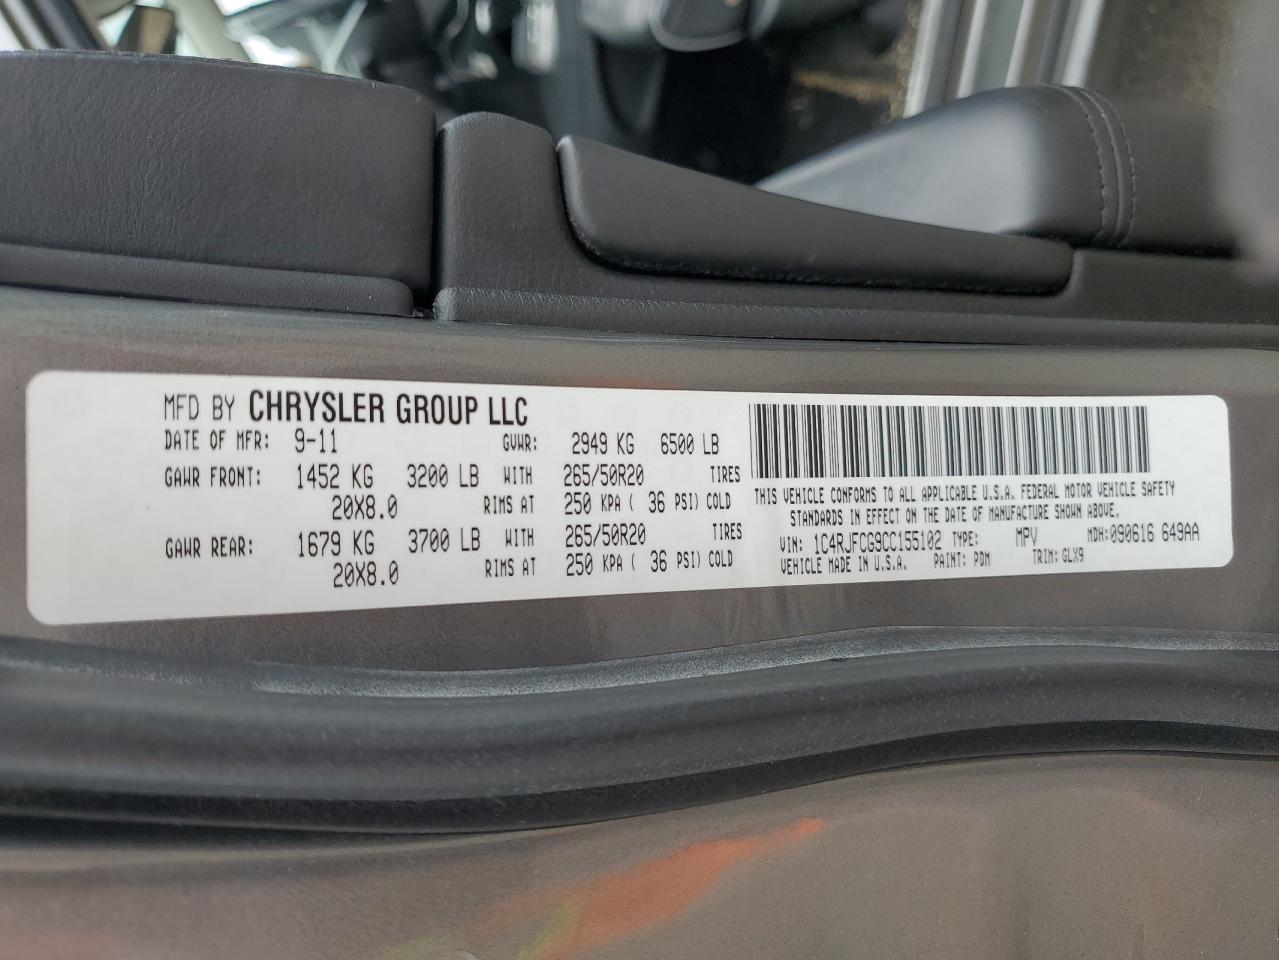 MFD BY CHRYSLER GROUP LLC
DATE OF MFR: 9-11 GVWR: 2949 KG 6500 LB
GAWR FRONT: 1452 KG 3200 LB WITH 265/50R20 TIRES
20X8.0 RIMS AT 250 KPA ( 36 PSI) COLD
GAWR REAR: 1679 KG 3700 LB WITH 265/50R20 TIRES
20X8.0 RIMS AT 250 KPA ( 36 PSI) COLD
THIS VEHICLE CONFORMS TO ALL APPLICABLE U.S.A. FEDERAL MOTOR VEHICLE SAFETY
STANDARDS IN EFFECT ON THE DATE OF MANUFACTURE SHOWN ABOVE.
VIN: 1C4RJFCG9CC155102 TYPE: MPV MDH: 090616 649AA
VEHICLE MADE IN U.S.A. PAINT: PDM TRIM: GLX9